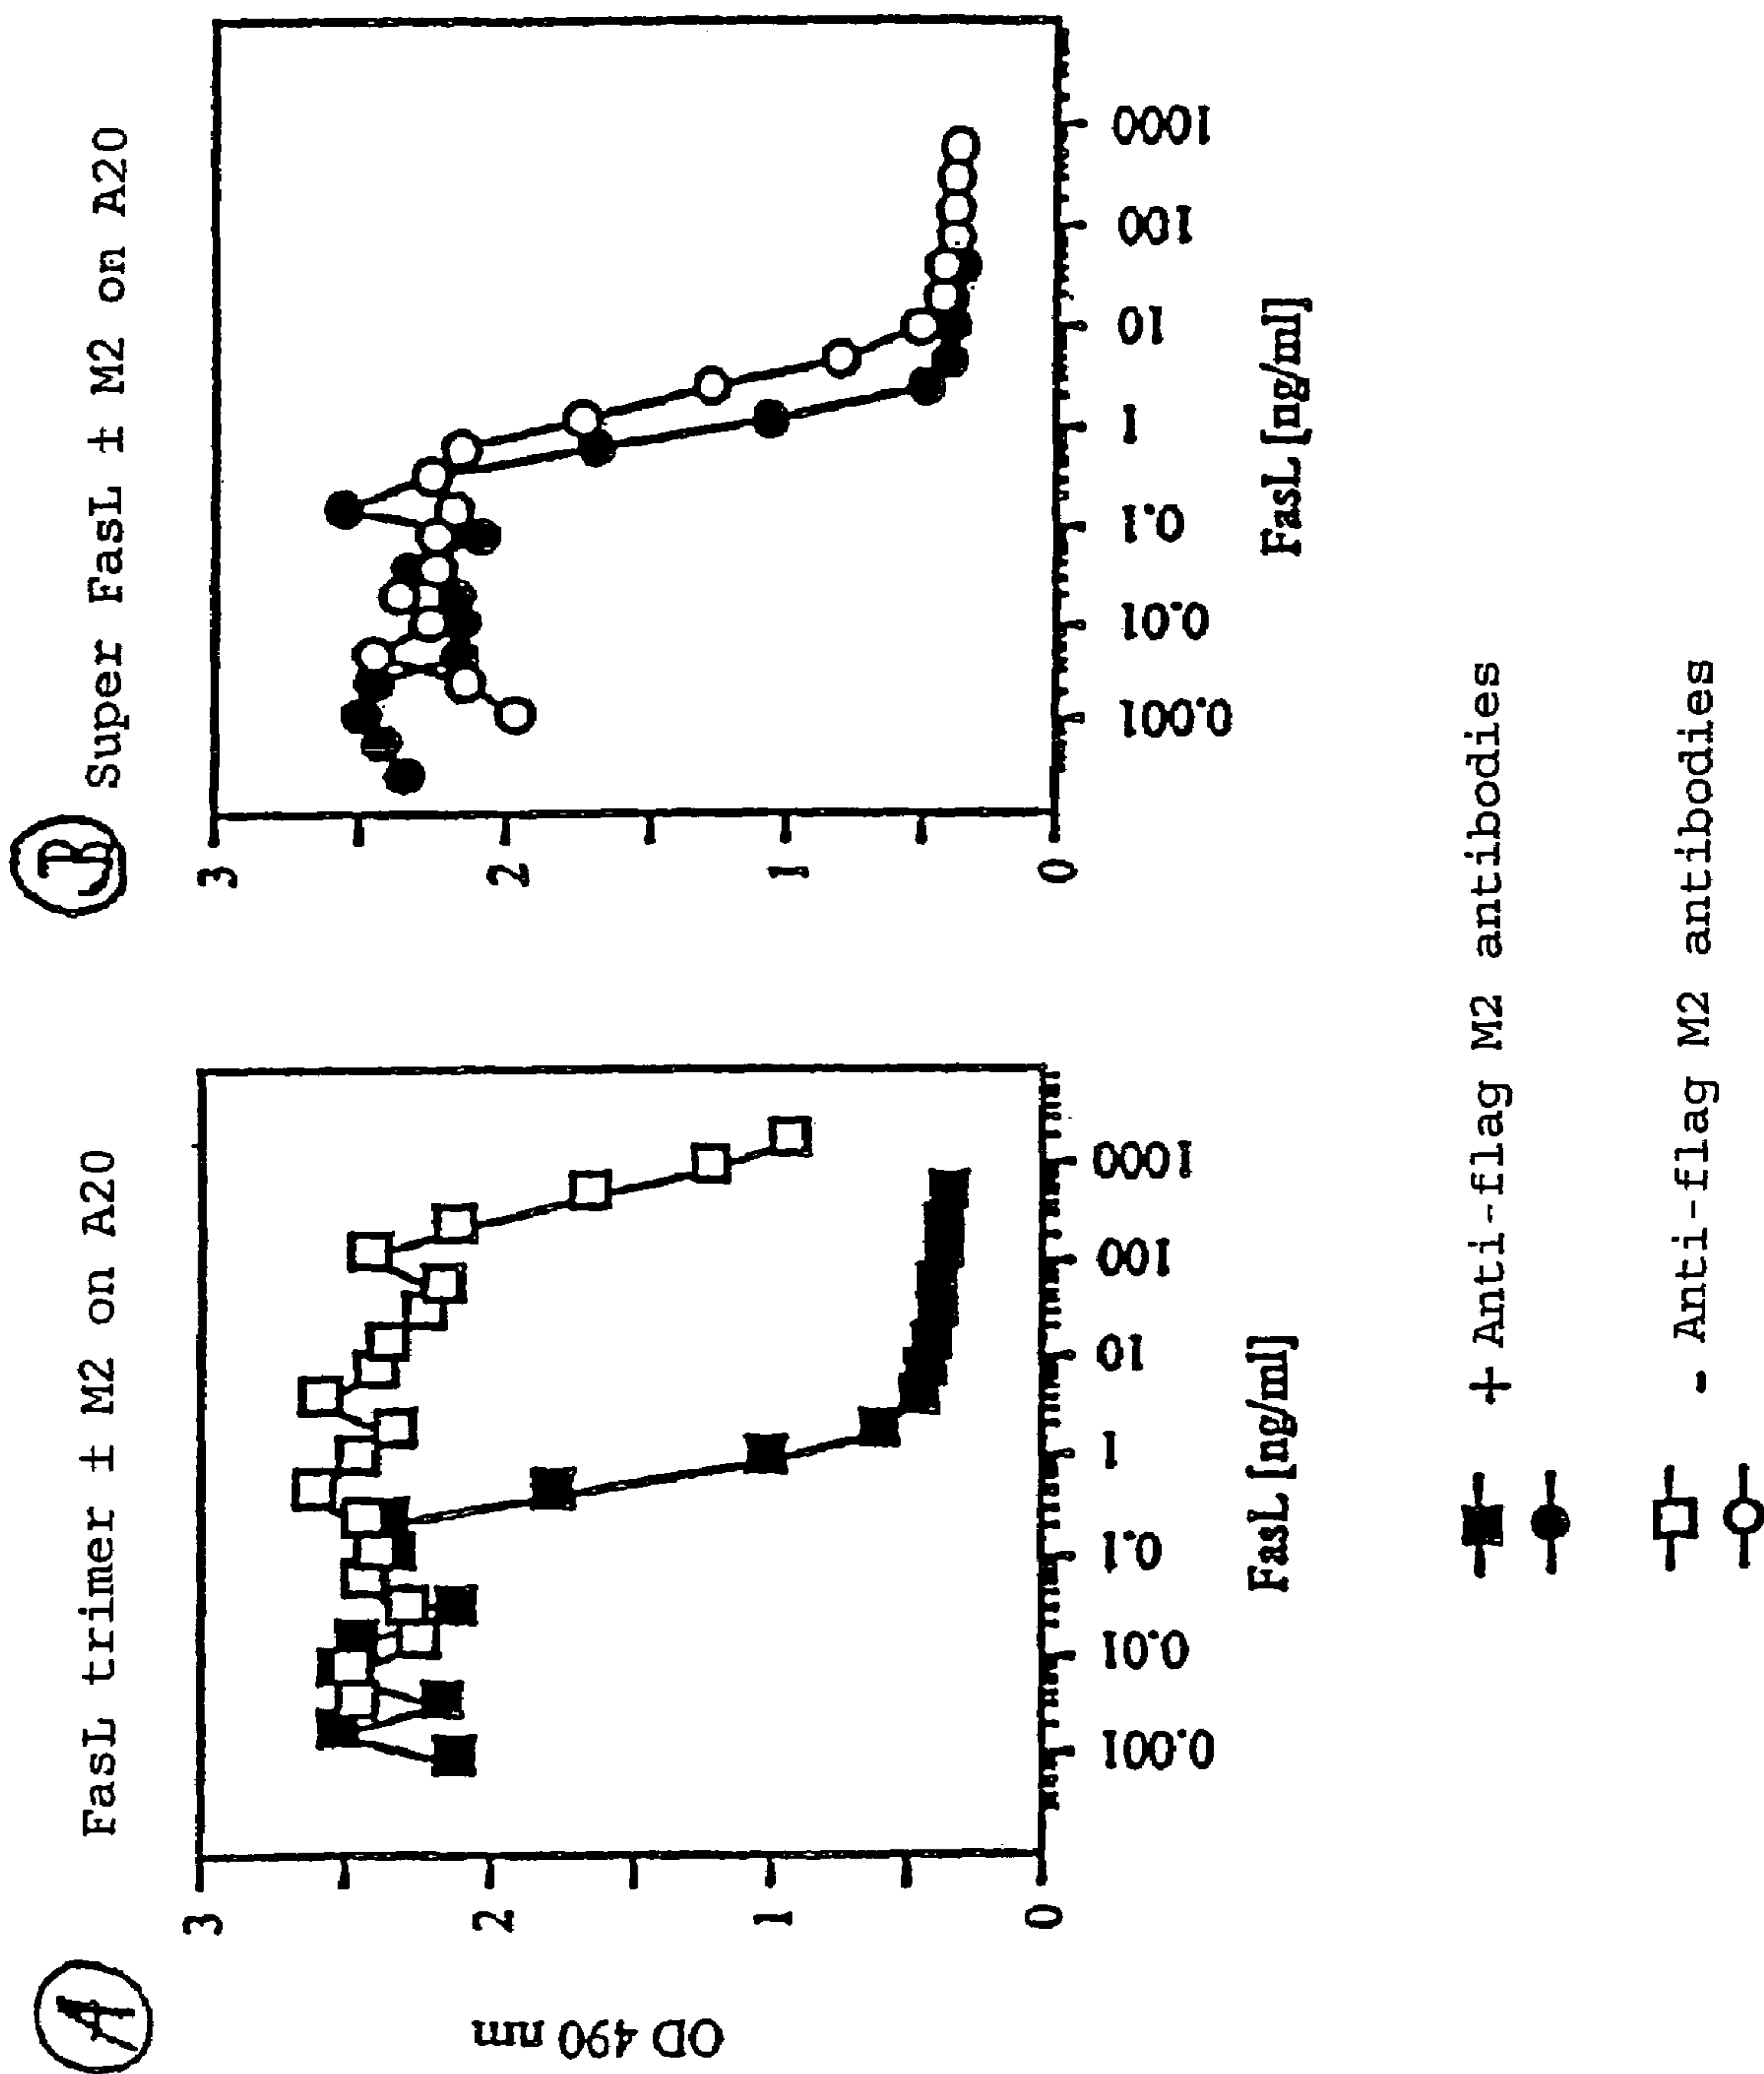 A
FasL trimer ± M2 on A20
OD 490 nm
3
2
1
0
0.001
0.01
0.1
1
10
100
1000
FasL [ng/ml]
B
Super FasL ± M2 on A20
3
2
1
0
0.001
0.01
0.1
1
10
100
1000
FasL [ng/ml]
+ Anti-flag M2 antibodies
- Anti-flag M2 antibodies